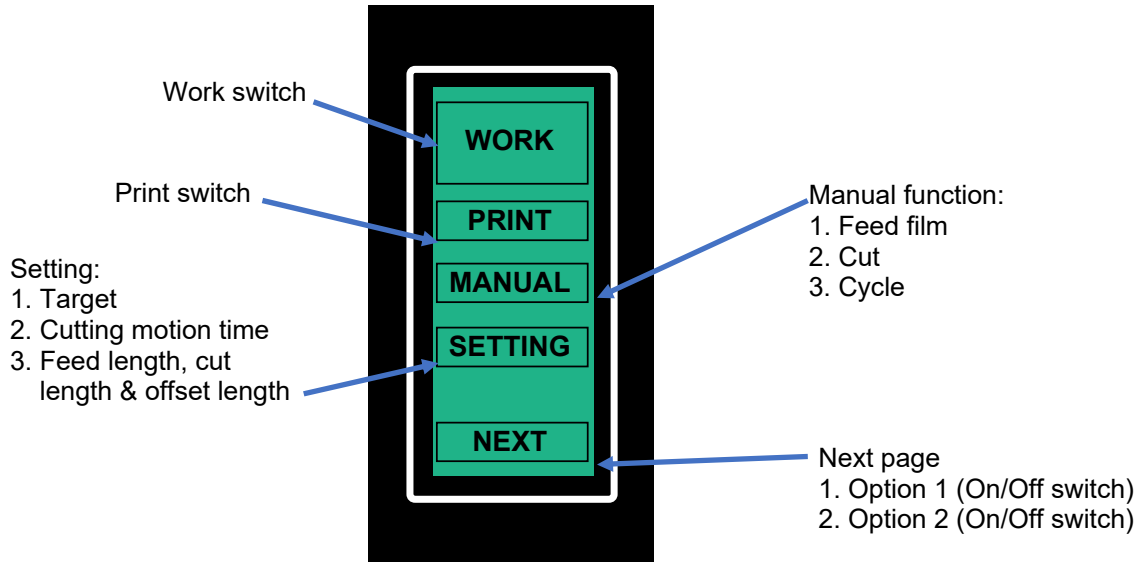 Work switch
WORK
Print switch
PRINT
Manual function:
1. Feed film
2. Cut
3. Cycle
MANUAL
Setting:
1. Target
2. Cutting motion time
3. Feed length, cut
length & offset length
SETTING
NEXT
Next page
1. Option 1 (On/Off switch)
2. Option 2 (On/Off switch)